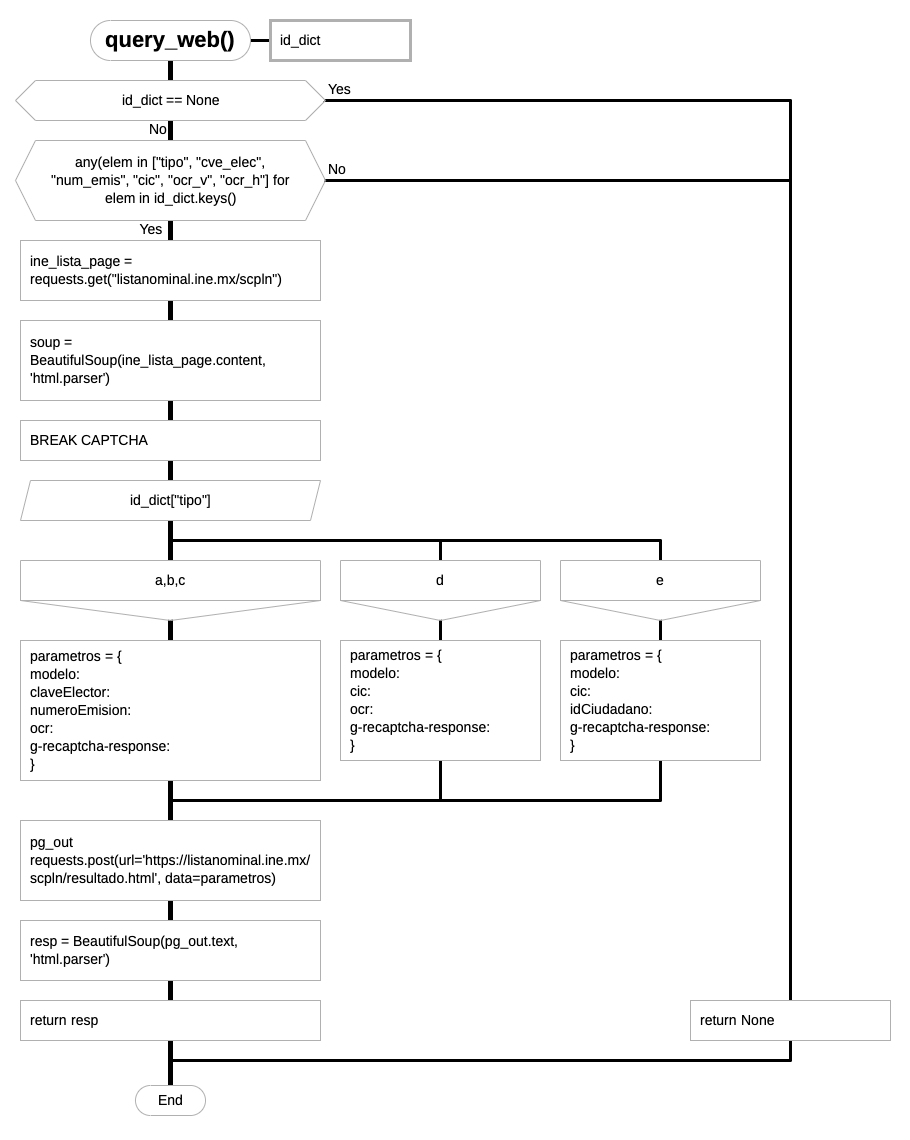 query_web()
id_dict
id_dict == None
Yes
No
any(elem in ["tipo", "cve_elec",
"num_emis", "cic", "ocr_v", "ocr_h"] for
elem in id_dict.keys()
No
Yes
ine_lista_page =
requests.get("listanominal.ine.mx/scpln")
soup =
BeautifulSoup(ine_lista_page.content,
'html.parser')
BREAK CAPTCHA
id_dict["tipo"]
a,b,c
d
e
parametros = {
modelo:
claveElector:
numeroEmision:
ocr:
g-recaptcha-response:
}
parametros = {
modelo:
cic:
ocr:
g-recaptcha-response:
}
parametros = {
modelo:
cic:
idCiudadano:
g-recaptcha-response:
}
pg_out
requests.post(url='https://listanominal.ine.mx/
scpln/resultado.html', data=parametros)
resp = BeautifulSoup(pg_out.text,
'html.parser')
return resp
return None
End